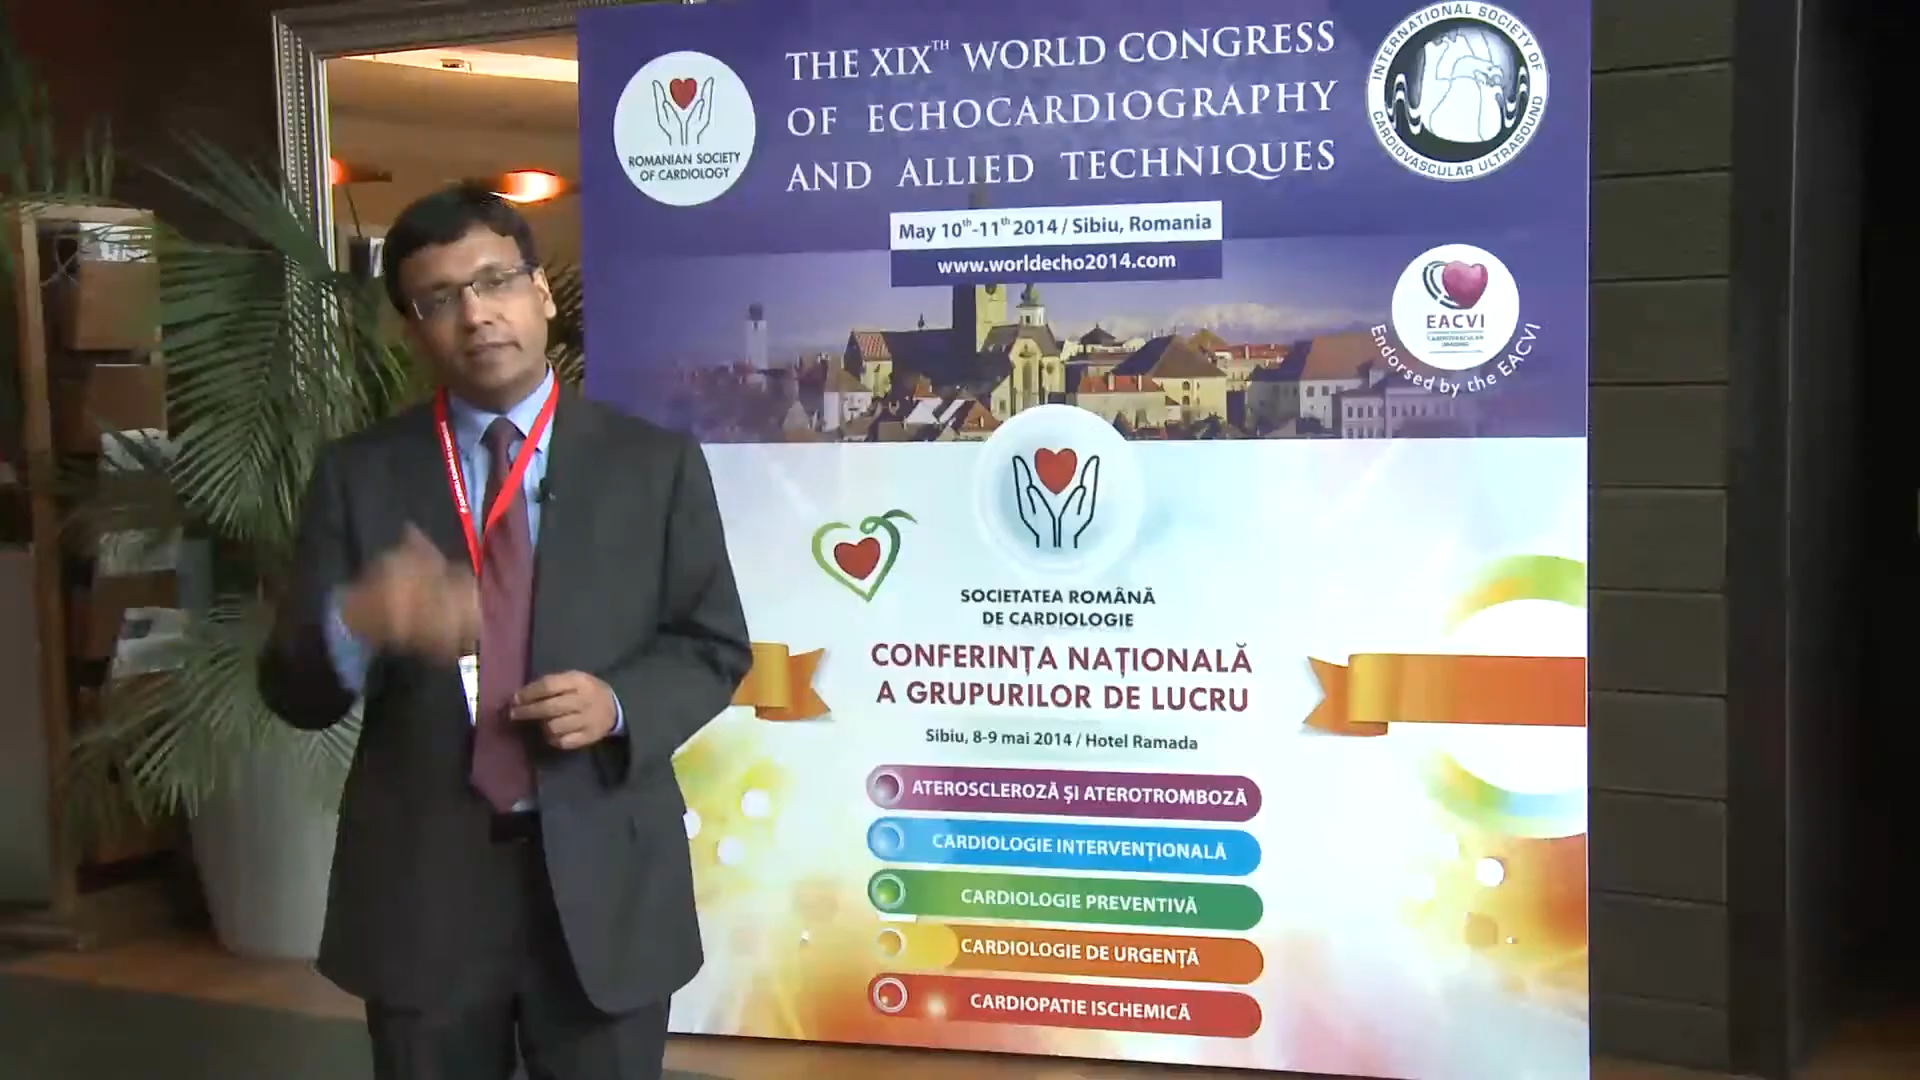 THE XIXTH WORLD CONGRESS
OF ECHOCARDIOGRAPHY
AND ALLIED TECHNIQUES
ROMANIAN SOCIETY
OF CARDIOLOGY
INTERNATIONAL SOCIETY OF
CARDIOVASCULAR ULTRASOUND
May 10th-11th 2014 / Sibiu, Romania
www.worldecho2014.com
EACVI
CARDIOVASCULAR
IMAGING
Endorsed by the EACVI
SOCIETATEA ROMÂNĂ
DE CARDIOLOGIE
CONFERINȚA NAȚIONALĂ
A GRUPURILOR DE LUCRU
Sibiu, 8-9 mai 2014 / Hotel Ramada
ATEROSCLEROZĂ ȘI ATEROTROMBOZĂ
CARDIOLOGIE INTERVENȚIONALĂ
CARDIOLOGIE PREVENTIVĂ
CARDIOLOGIE DE URGENȚĂ
CARDIOPATIE ISCHEMICĂ